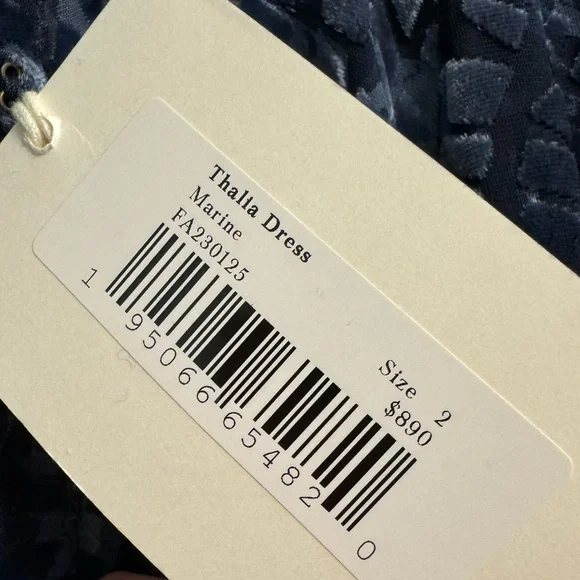 Thalia Dress
Marine
FA230125
Size 2
$890
1 95066 65482 0